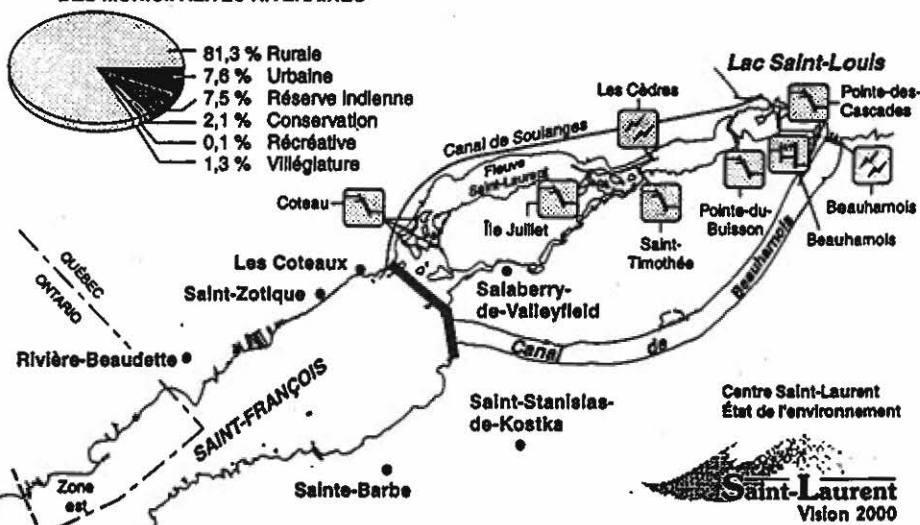 81,3 % Rurale
7,6 % Urbaine
7,5 % Réserve indienne
2,1 % Conservation
0,1 % Récréative
1,3 % Villégiature
Lac Saint-Louis
Les Cèdres
Pointe-des-
Cascades
Canal de Soulanges
Fleuve
Saint-Laurent
Coteau
Île Juillet
Saint-
Timothée
Pointe-du-
Buisson
Beauharnois
Beauharnois
QUÉBEC
ONTARIO
Les Coteaux
Saint-Zotique
Salaberry-
de-Valleyfield
Rivière-Beaudette
Canal de Beauharnois
SAINT-FRANÇOIS
Saint-Stanislas-
de-Kostka
Sainte-Barbe
Zone
est
Centre Saint-Laurent
État de l'environnement
Saint-Laurent
Vision 2000